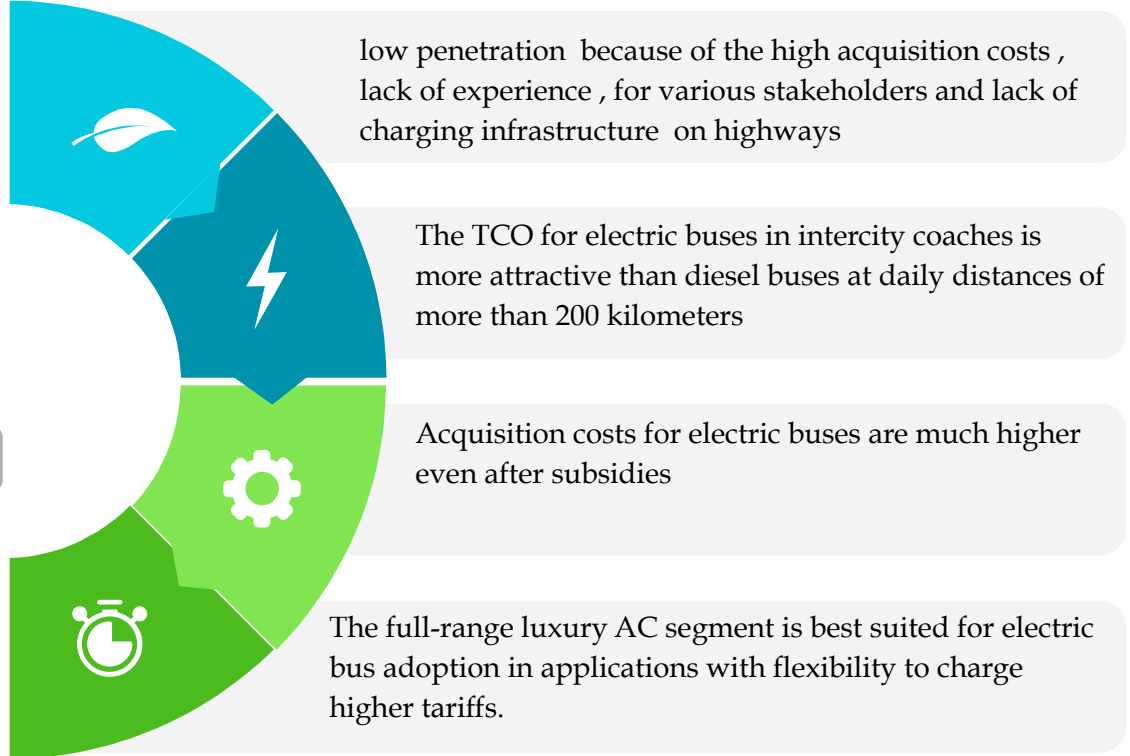 low penetration  because of the high acquisition costs ,
lack of experience , for various stakeholders and lack of
charging infrastructure  on highways
The TCO for electric buses in intercity coaches is
more attractive than diesel buses at daily distances of
more than 200 kilometers
Acquisition costs for electric buses are much higher
even after subsidies
The full-range luxury AC segment is best suited for electric
bus adoption in applications with flexibility to charge
higher tariffs.